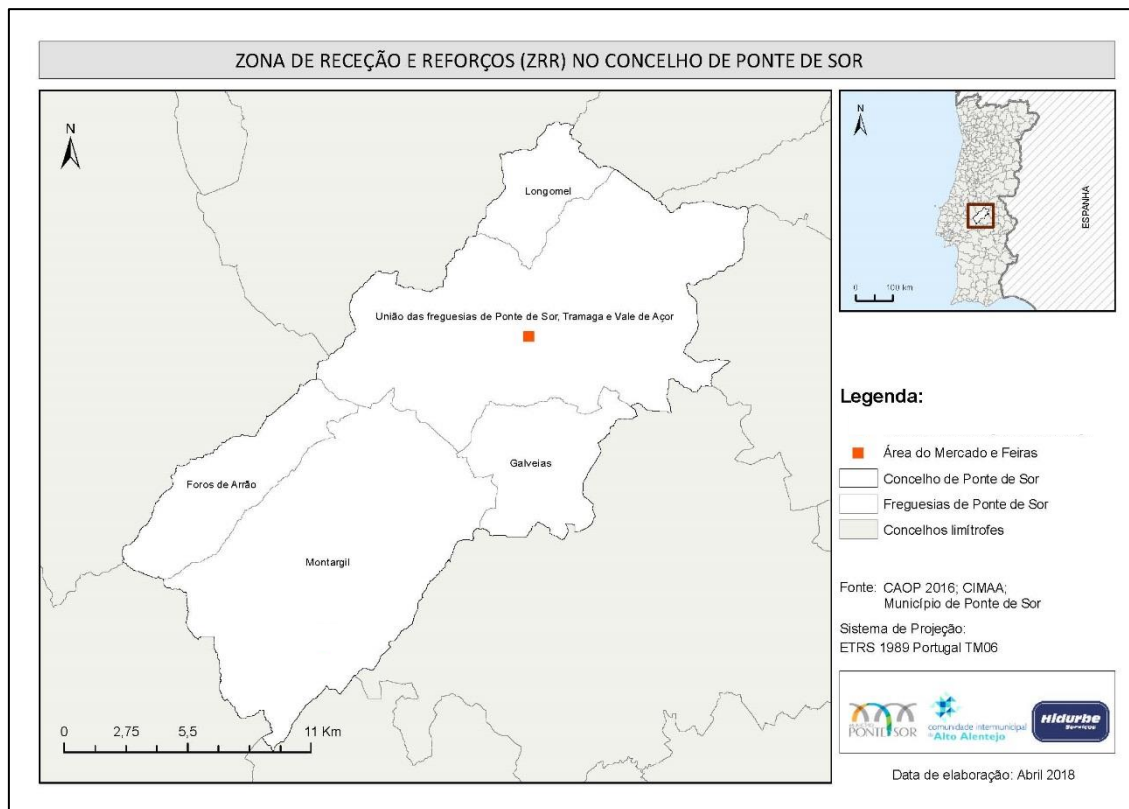 ZONA DE RECEÇÃO E REFORÇOS (ZRR) NO CONCELHO DE PONTE DE SOR
N
Longomel
União das freguesias de Ponte de Sor, Tramaga e Vale de Açor
Galveias
Foros de Arrão
Montargil
0 2,75 5,5 11 Km
N
ESPANHA
0 100 km
Legenda:
Área do Mercado e Feiras
Concelho de Ponte de Sor
Freguesias de Ponte de Sor
Concelhos limítrofes
Fonte: CAOP 2016; CIMAA;
Município de Ponte de Sor
Sistema de Projeção:
ETRS 1989 Portugal TM06
PONTE SOR
comunidade intermunicipal
Alto Alentejo
Hidurbe
Serviços
Data de elaboração: Abril 2018